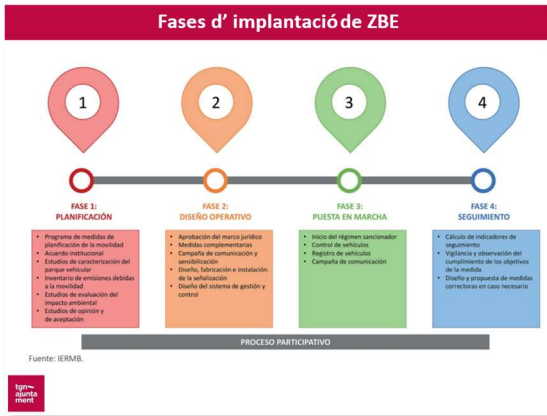 Fases d' implantació de ZBE
1
2
3
4
FASE 1:
PLANIFICACIÓN
• Programa de medidas de
planificación de la movilidad
• Acuerdo institucional
• Estudios de caracterización del
parque vehicular
• Inventario de emisiones debidas
a la movilidad
• Estudios de evaluación del
impacto ambiental
• Estudios de opinión y
de aceptación
FASE 2:
DISEÑO OPERATIVO
• Aprobación del marco jurídico
• Medidas complementarias
• Campaña de comunicación y
sensibilización
• Diseño, fabricación e instalación
de la señalización
• Diseño del sistema de gestión y
control
FASE 3:
PUESTA EN MARCHA
• Inicio del régimen sancionador
• Control de vehículos
• Registro de vehículos
• Campaña de comunicación
FASE 4:
SEGUIMIENTO
• Cálculo de indicadores de
seguimiento
• Vigilancia y observación del
cumplimiento de los objetivos
de la medida
• Diseño y propuesta de medidas
correctoras en caso necesario
PROCESO PARTICIPATIVO
Fuente: IERMB.
tgn
ajunta
ment